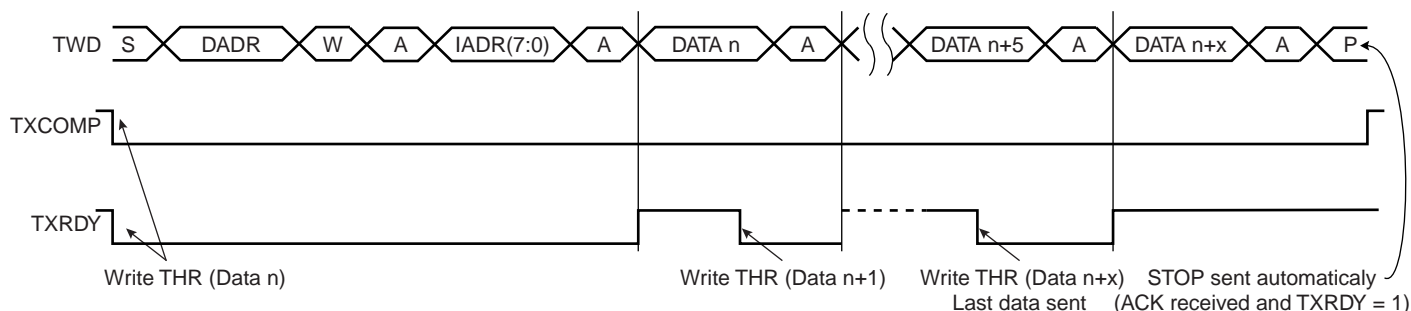 TWD S DADR W A IADR(7:0) A DATA n A DATA n+5 A DATA n+x A P
TXCOMP
TXRDY
Write THR (Data n) Write THR (Data n+1) Write THR (Data n+x) STOP sent automaticaly
Last data sent (ACK received and TXRDY = 1)